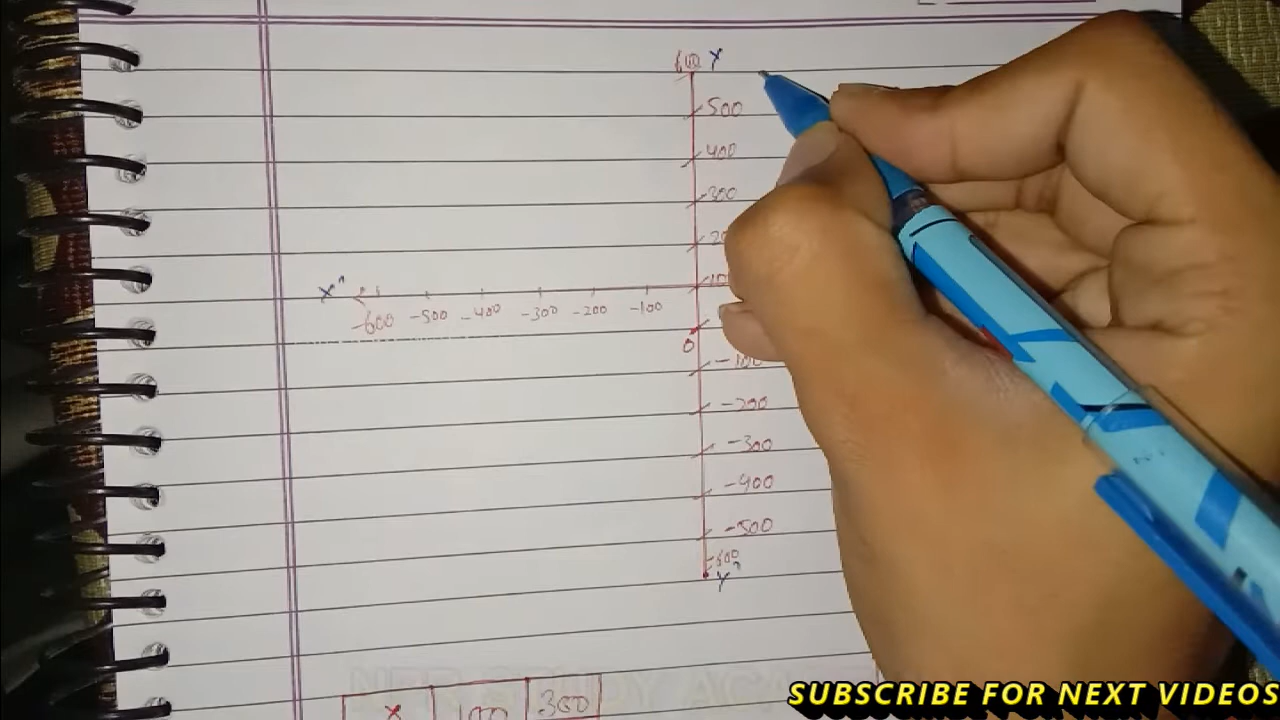 600 Y
500
400
300
X'
-600 -500 -400 -300 -200 -100
0
-200
-300
-400
-500
-600
Y'
X 100 300
SUBSCRIBE FOR NEXT VIDEOS